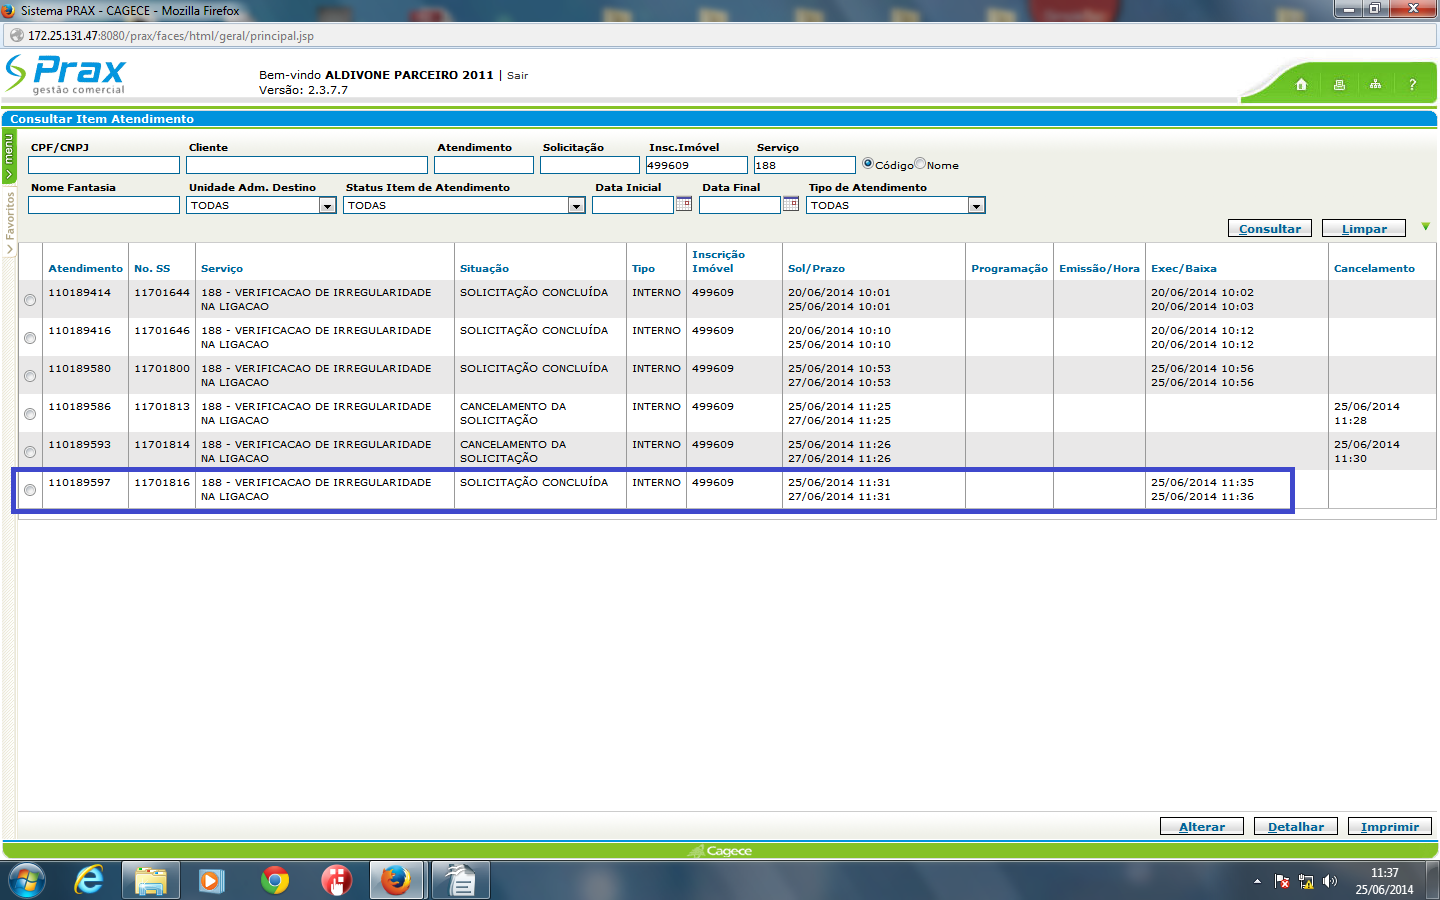 Sistema PRAX - CAGECE - Mozilla Firefox
172.25.131.47:8080/prax/faces/html/geral/principal.jsp
Prax
gestão comercial
Bem-vindo ALDIVONE PARCEIRO 2011 | Sair
Versão: 2.3.7.7
?
Consultar Item Atendimento
menu
Favoritos
CPF/CNPJ Cliente Atendimento Solicitação Insc.Imóvel Serviço
499609 188 Código Nome
Nome Fantasia Unidade Adm. Destino Status Item de Atendimento Data Inicial Data Final Tipo de Atendimento
TODAS TODAS TODAS
Consultar Limpar
Atendimento No. SS Serviço Situação Tipo Inscrição Imóvel Sol/Prazo Programação Emissão/Hora Exec/Baixa Cancelamento
110189414 11701644 188 - VERIFICACAO DE IRREGULARIDADE SOLICITAÇÃO CONCLUÍDA INTERNO 499609 20/06/2014 10:01 20/06/2014 10:02
NA LIGACAO 25/06/2014 10:01 20/06/2014 10:03
110189416 11701646 188 - VERIFICACAO DE IRREGULARIDADE SOLICITAÇÃO CONCLUÍDA INTERNO 499609 20/06/2014 10:10 20/06/2014 10:12
NA LIGACAO 25/06/2014 10:10 20/06/2014 10:12
110189580 11701800 188 - VERIFICACAO DE IRREGULARIDADE SOLICITAÇÃO CONCLUÍDA INTERNO 499609 25/06/2014 10:53 25/06/2014 10:56
NA LIGACAO 27/06/2014 10:53 25/06/2014 10:56
110189586 11701813 188 - VERIFICACAO DE IRREGULARIDADE CANCELAMENTO DA INTERNO 499609 25/06/2014 11:25 25/06/2014
NA LIGACAO SOLICITAÇÃO 27/06/2014 11:25 11:28
110189593 11701814 188 - VERIFICACAO DE IRREGULARIDADE CANCELAMENTO DA INTERNO 499609 25/06/2014 11:26 25/06/2014
NA LIGACAO SOLICITAÇÃO 27/06/2014 11:26 11:30
110189597 11701816 188 - VERIFICACAO DE IRREGULARIDADE SOLICITAÇÃO CONCLUÍDA INTERNO 499609 25/06/2014 11:31 25/06/2014 11:35
NA LIGACAO 27/06/2014 11:31 25/06/2014 11:36
Alterar Detalhar Imprimir
Cagece
11:37
25/06/2014